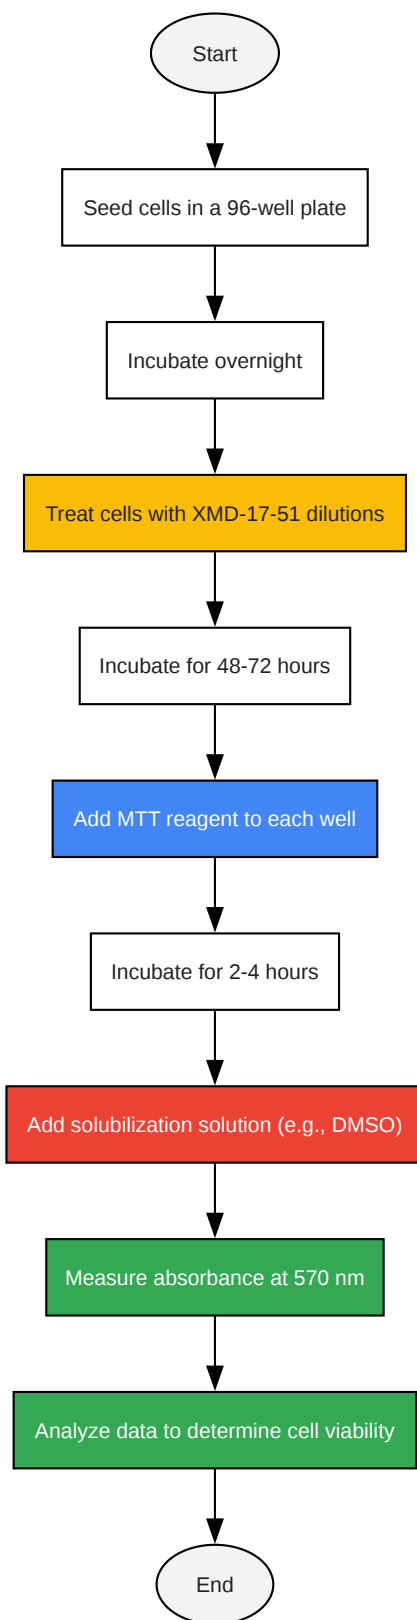 Start
Seed cells in a 96-well plate
Incubate overnight
Treat cells with XMD-17-51 dilutions
Incubate for 48-72 hours
Add MTT reagent to each well
Incubate for 2-4 hours
Add solubilization solution (e.g., DMSO)
Measure absorbance at 570 nm
Analyze data to determine cell viability
End